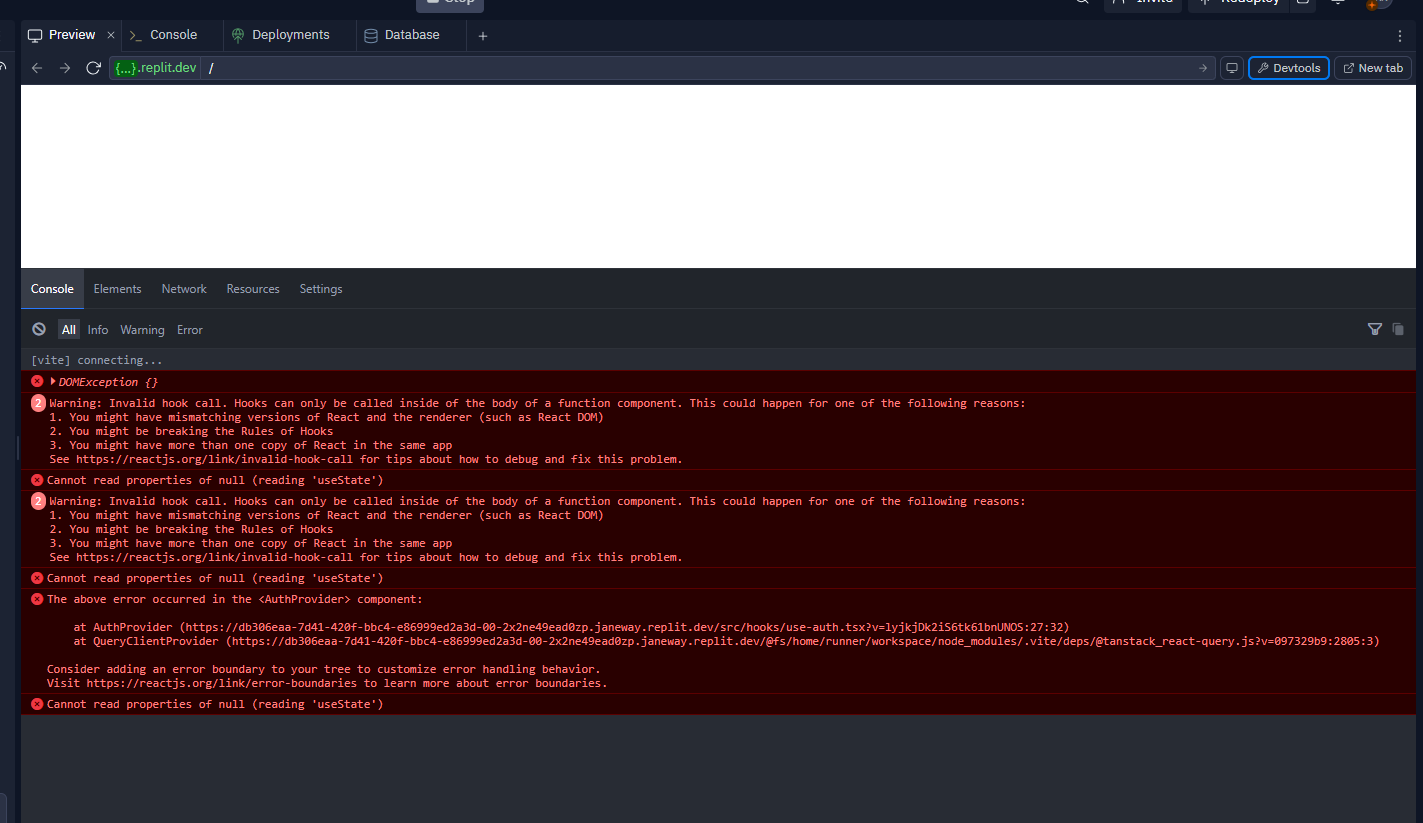 Stop
Invite
Redeploy
Preview
Console
Deployments
Database
{...}.replit.dev /
Devtools
New tab
Console
Elements
Network
Resources
Settings
All
Info
Warning
Error
[vite] connecting...
DOMException {}
2
Warning: Invalid hook call. Hooks can only be called inside of the body of a function component. This could happen for one of the following reasons:
1. You might have mismatching versions of React and the renderer (such as React DOM)
2. You might be breaking the Rules of Hooks
3. You might have more than one copy of React in the same app
See https://reactjs.org/link/invalid-hook-call for tips about how to debug and fix this problem.
Cannot read properties of null (reading 'useState')
2
Warning: Invalid hook call. Hooks can only be called inside of the body of a function component. This could happen for one of the following reasons:
1. You might have mismatching versions of React and the renderer (such as React DOM)
2. You might be breaking the Rules of Hooks
3. You might have more than one copy of React in the same app
See https://reactjs.org/link/invalid-hook-call for tips about how to debug and fix this problem.
Cannot read properties of null (reading 'useState')
The above error occurred in the <AuthProvider> component:
at AuthProvider (https://db306eaa-7d41-420f-bbc4-e86999ed2a3d-00-2x2ne49ead0zp.janeway.replit.dev/src/hooks/use-auth.tsx?v=lyjkjDk2iS6tk61bnUNOS:27:32)
at QueryClientProvider (https://db306eaa-7d41-420f-bbc4-e86999ed2a3d-00-2x2ne49ead0zp.janeway.replit.dev/@fs/home/runner/workspace/node_modules/.vite/deps/@tanstack_react-query.js?v=097329b9:2805:3)
Consider adding an error boundary to your tree to customize error handling behavior.
Visit https://reactjs.org/link/error-boundaries to learn more about error boundaries.
Cannot read properties of null (reading 'useState')